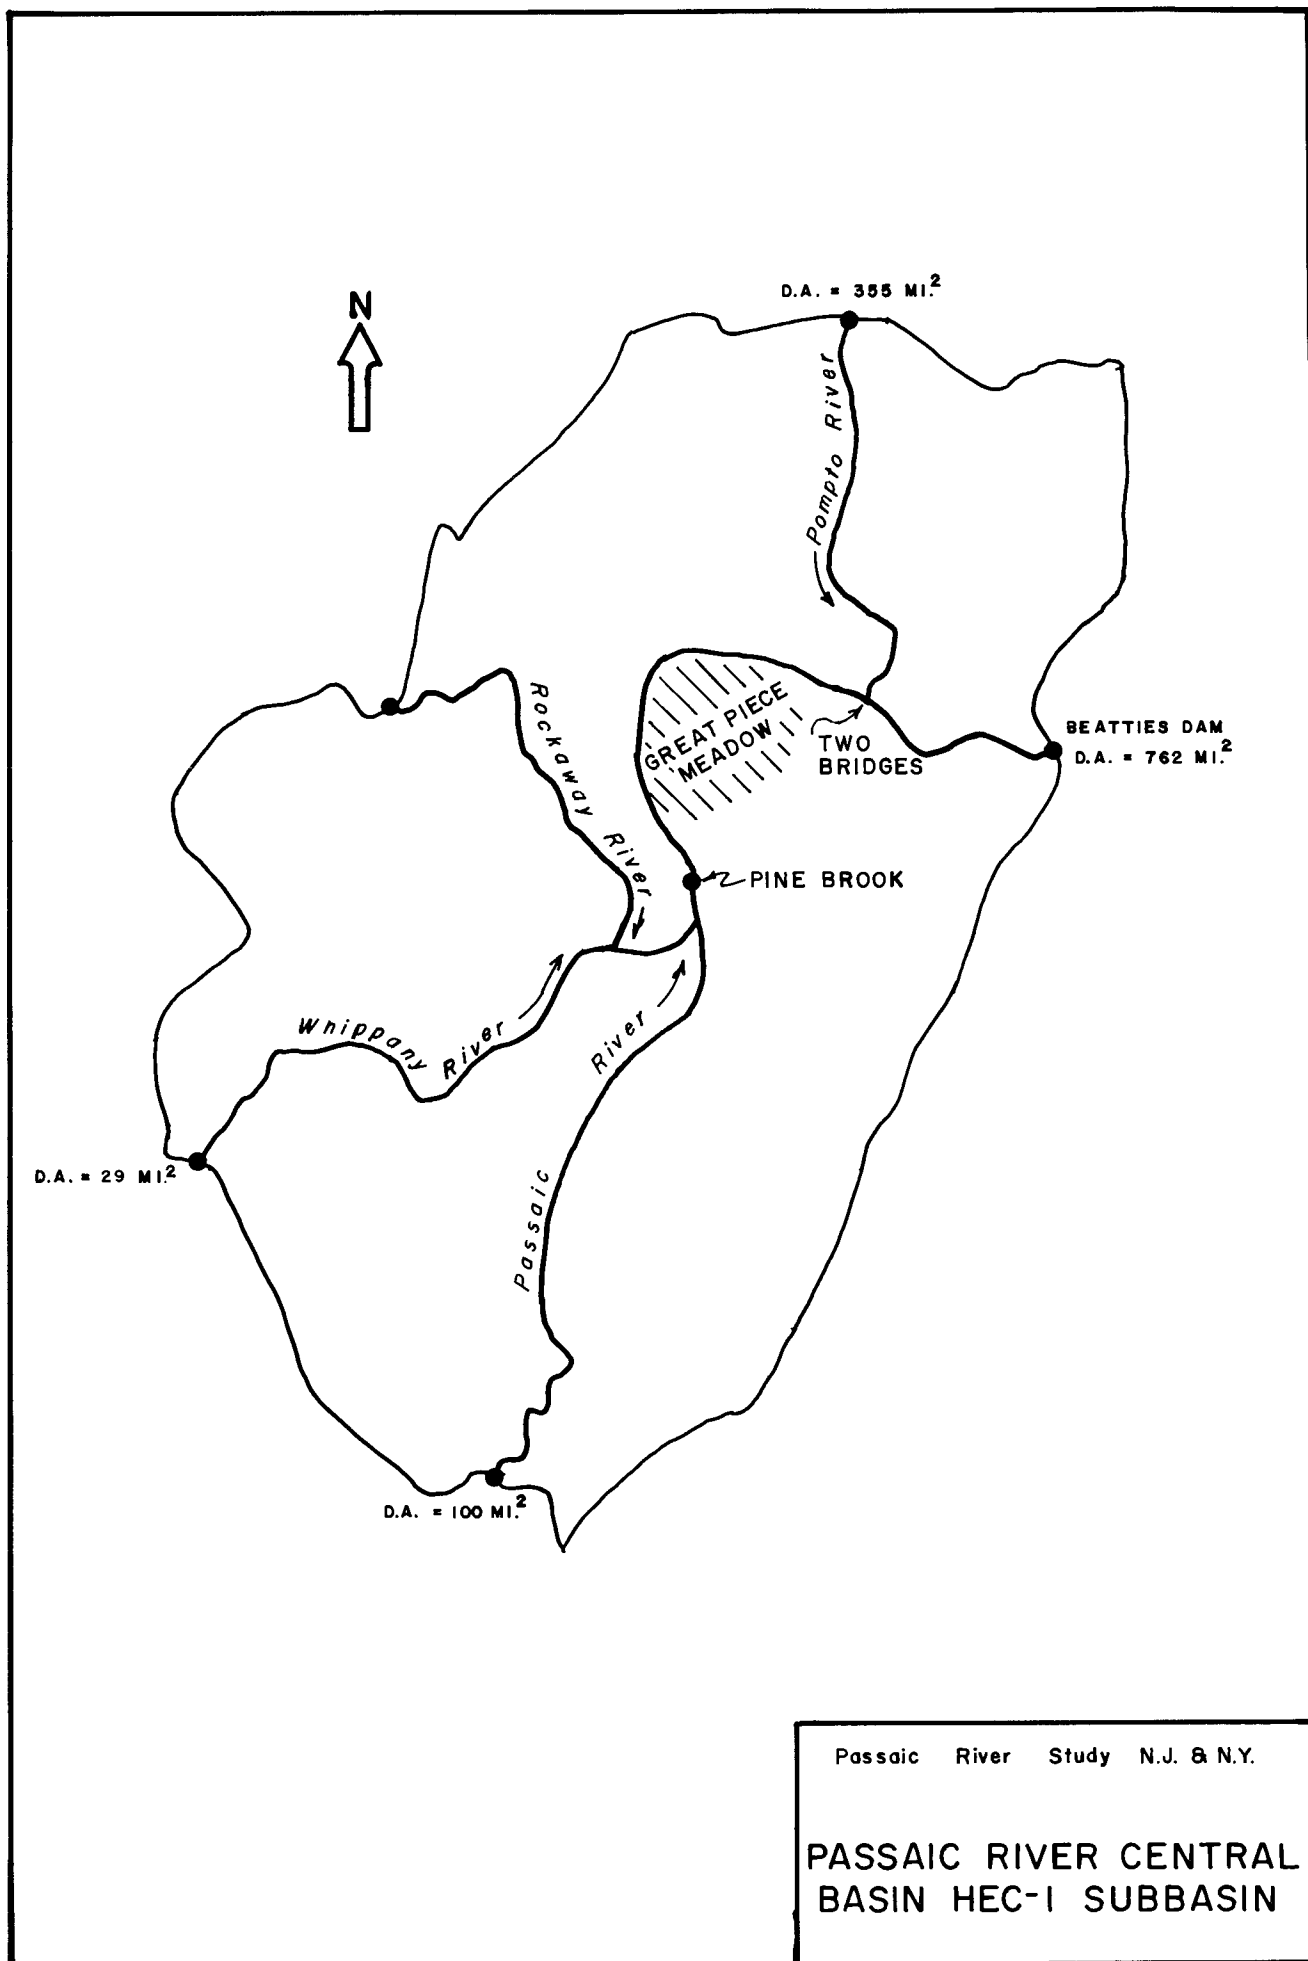 D.A. = 355 MI.²
N
Pompto River
Rockaway River
GREAT PIECE
MEADOW
TWO
BRIDGES
BEATTIES DAM
D.A. = 762 MI.²
PINE BROOK
Whippany River
Passaic River
D.A. = 29 MI.²
D.A. = 100 MI.²
Passaic River Study N.J. & N.Y.
PASSAIC RIVER CENTRAL
BASIN HEC-1 SUBBASIN